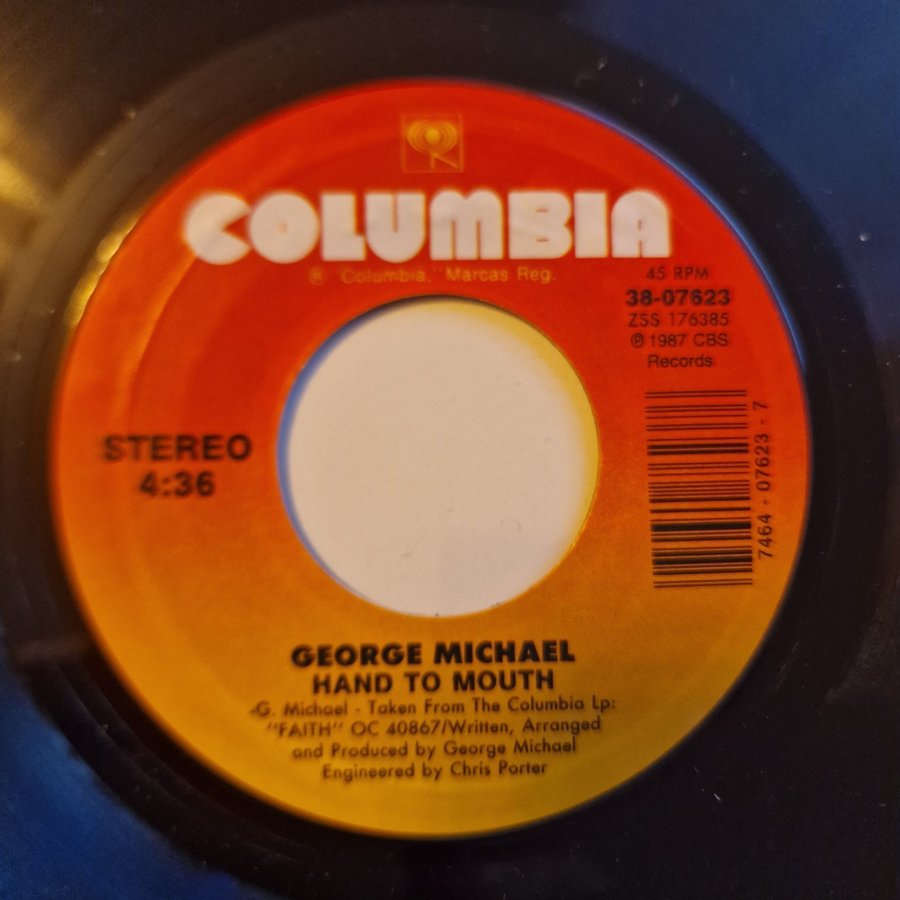 COLUMBIA
® "Columbia," Marcas Reg.
45 RPM
38-07623
ZSS 176385
℗ 1987 CBS
Records
STEREO
4:36
7464 - 07623 - 7
GEORGE MICHAEL
HAND TO MOUTH
-G. Michael - Taken From The Columbia Lp:
"FAITH" OC 40867/Written, Arranged
and Produced by George Michael
Engineered by Chris Porter